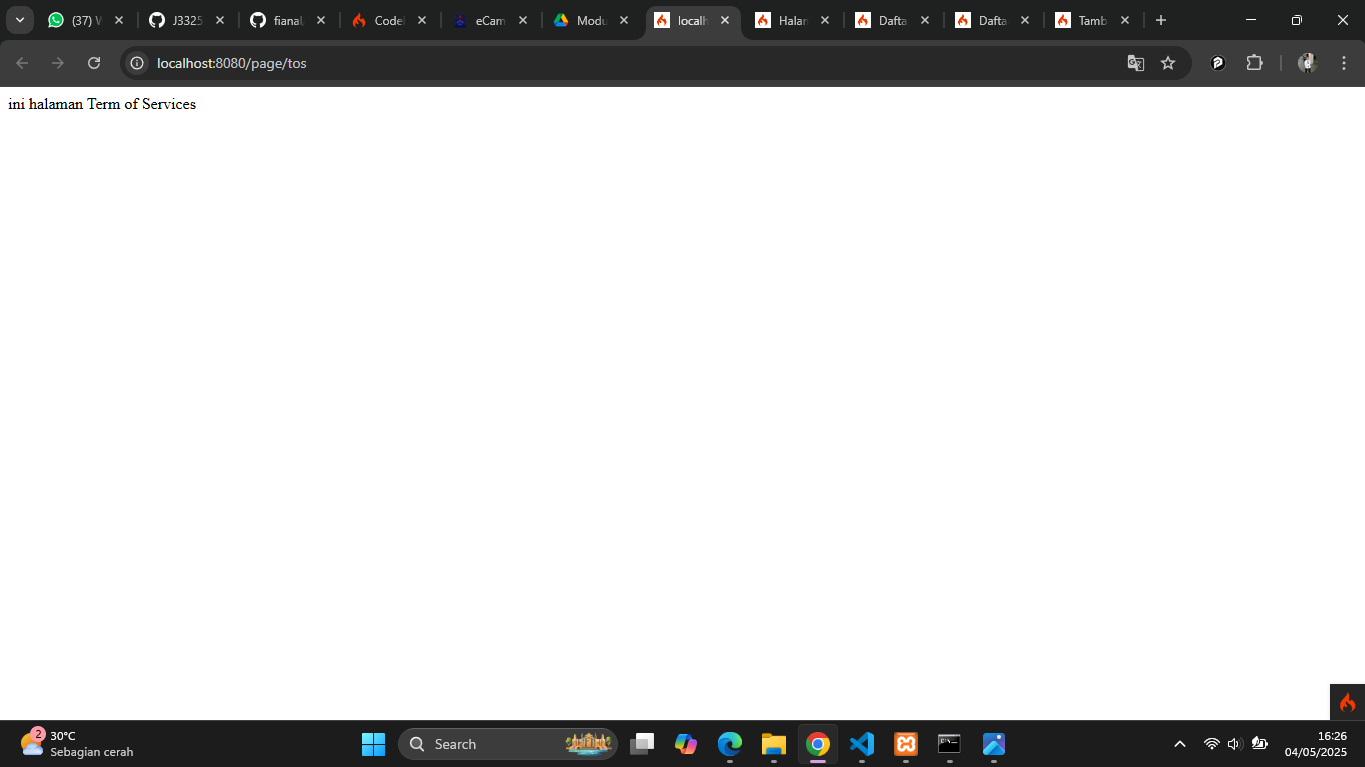 (37) W
J3325
fianaL
CodeI
eCam
Modu
localh
Halan
Dafta
Dafta
Tamb
localhost:8080/page/tos
ini halaman Term of Services
2
30°C
Sebagian cerah
Search
16:26
04/05/2025